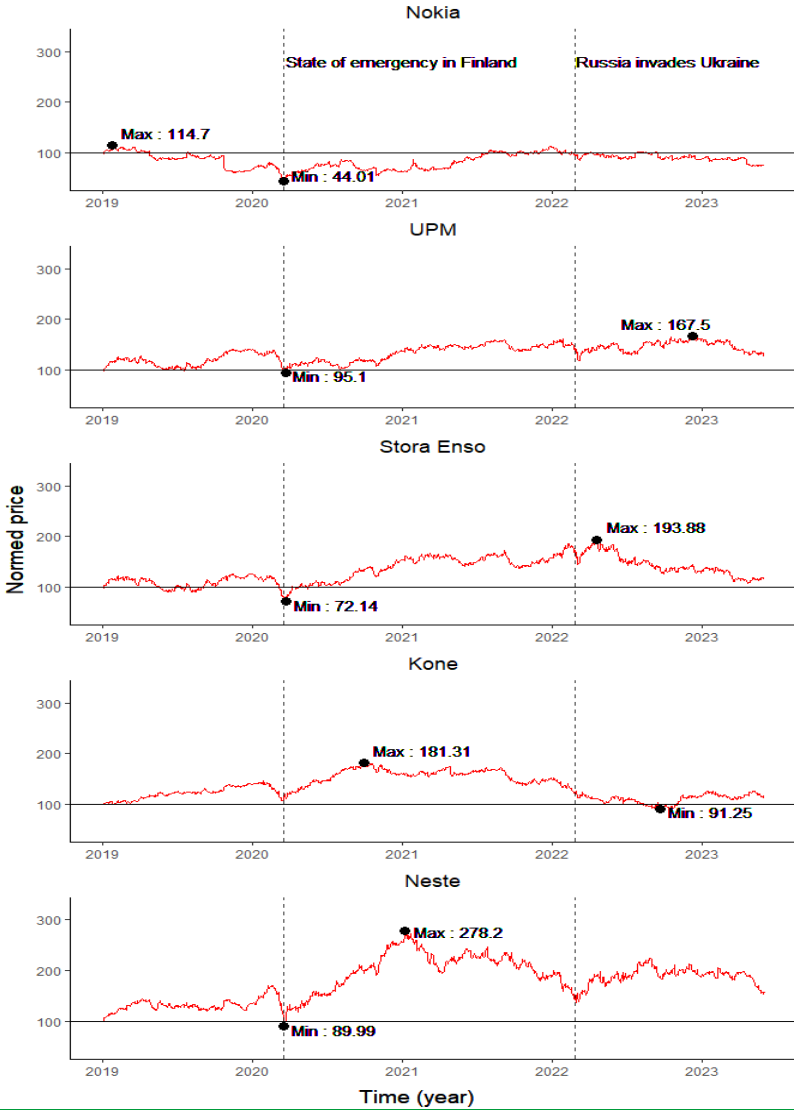 Nokia
300
State of emergency in Finland
Russia invades Ukraine
200
Max : 114.7
100
Min : 44.01
2019
2020
2021
2022
2023
UPM
300
200
Max : 167.5
100
Min : 95.1
2019
2020
2021
2022
2023
Stora Enso
300
200
Max : 193.88
100
Min : 72.14
2019
2020
2021
2022
2023
Normed price
Kone
300
200
Max : 181.31
100
Min : 91.25
2019
2020
2021
2022
2023
Neste
300
Max : 278.2
200
100
Min : 89.99
2019
2020
2021
2022
2023
Time (year)